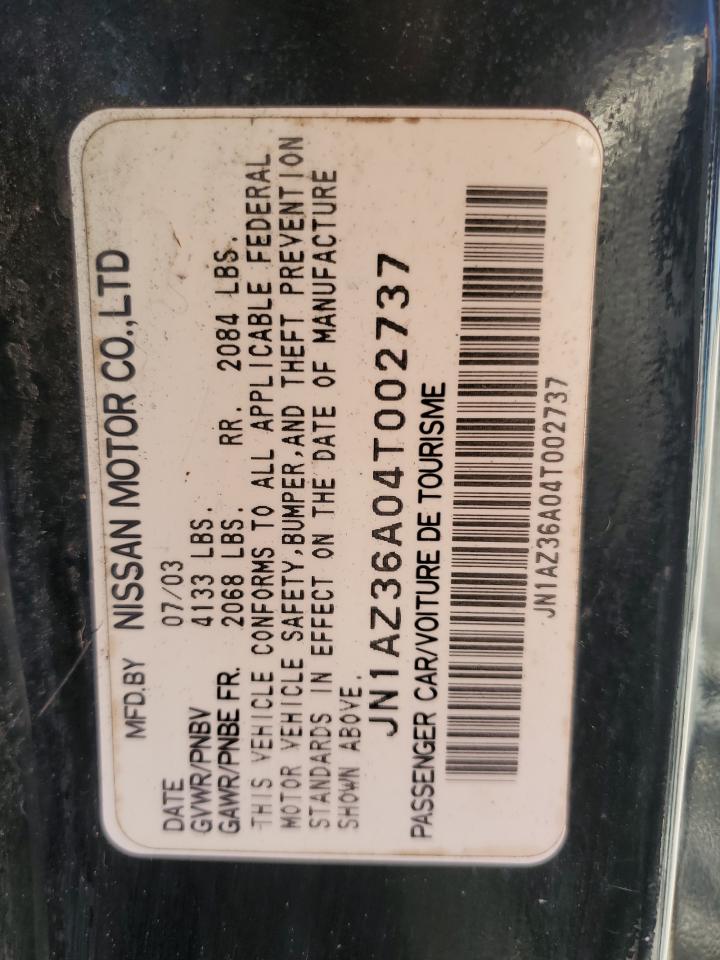 MFD.BY NISSAN MOTOR CO.,LTD
DATE 07/03
GVWR/PNBV 4133 LBS.
GAWR/PNBE FR. 2068 LBS. RR. 2084 LBS.
THIS VEHICLE CONFORMS TO ALL APPLICABLE FEDERAL
MOTOR VEHICLE SAFETY,BUMPER,AND THEFT PREVENTION
STANDARDS IN EFFECT ON THE DATE OF MANUFACTURE
SHOWN ABOVE.
JN1AZ36A04T002737
PASSENGER CAR/VOITURE DE TOURISME
JN1AZ36A04T002737